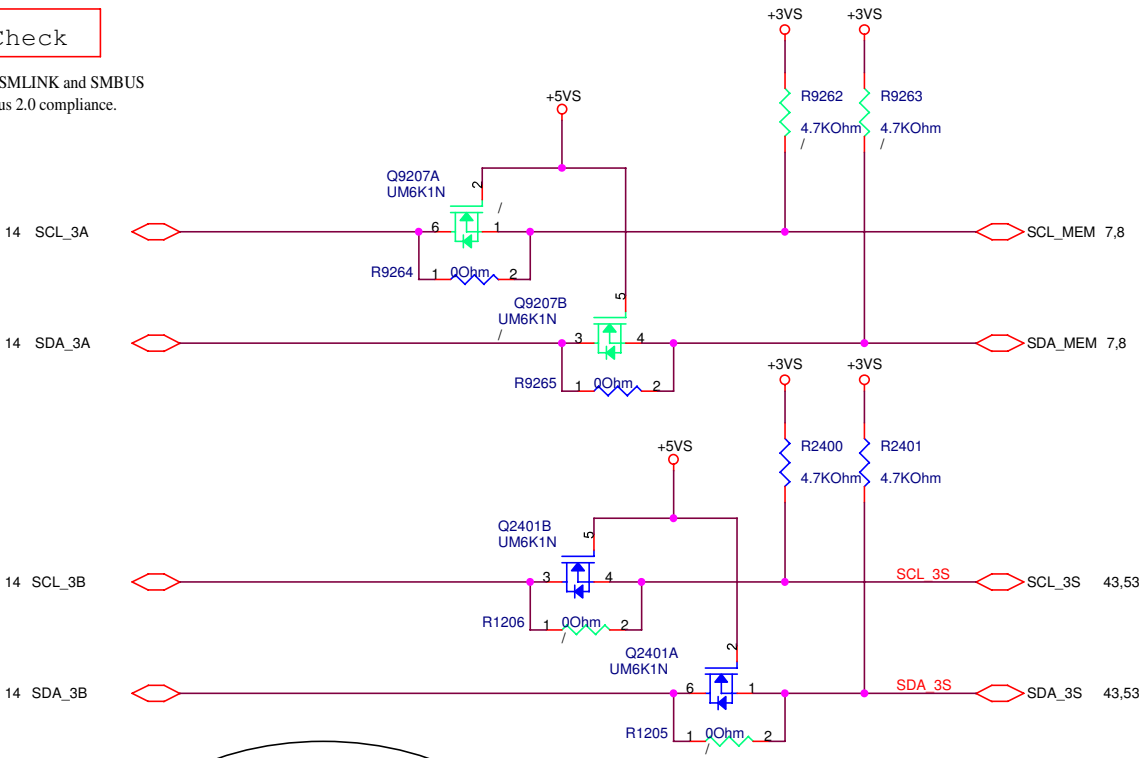 Check
SMLINK and SMBUS
us 2.0 compliance.
+3VS +3VS
R9262 R9263
4.7KOhm 4.7KOhm
/ /
+5VS
Q9207A
UM6K1N
2
/
14 SCL_3A 6 1 SCL_MEM 7,8
R9264 1 0Ohm 2
Q9207B
UM6K1N
5
/
14 SDA_3A 3 4 SDA_MEM 7,8
R9265 1 0Ohm 2
+3VS +3VS
R2400 R2401
4.7KOhm 4.7KOhm
+5VS
Q2401B
UM6K1N
5
14 SCL_3B 3 4 SCL_3S SCL_3S 43,53
R1206 1 0Ohm 2
/
Q2401A
UM6K1N
2
14 SDA_3B 6 1 SDA_3S SDA_3S 43,53
R1205 1 0Ohm 2
/